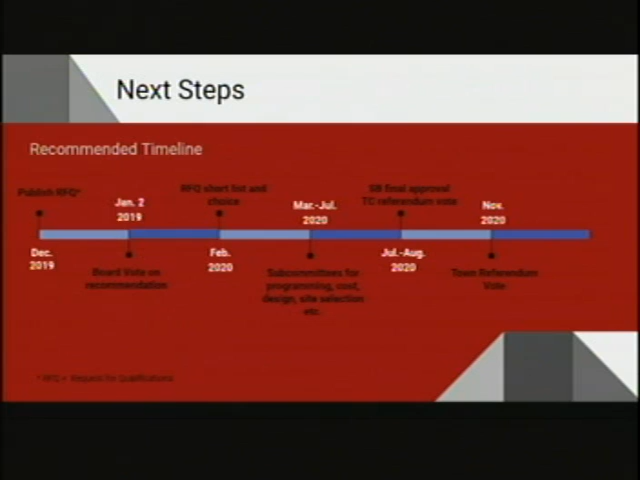 Next Steps
Recommended Timeline
Publish RFQ*
Jan. 2
2019
RFQ short list and
choice
Mar.-Jul.
2020
SB final approval
TC referendum vote
Nov.
2020
Dec.
2019
Board Vote on
recommendation
Feb.
2020
Subcommittees for
programming, cost,
design, site selection
etc.
Jul.-Aug.
2020
Town Referendum
Vote
* RFQ = Request for Qualifications